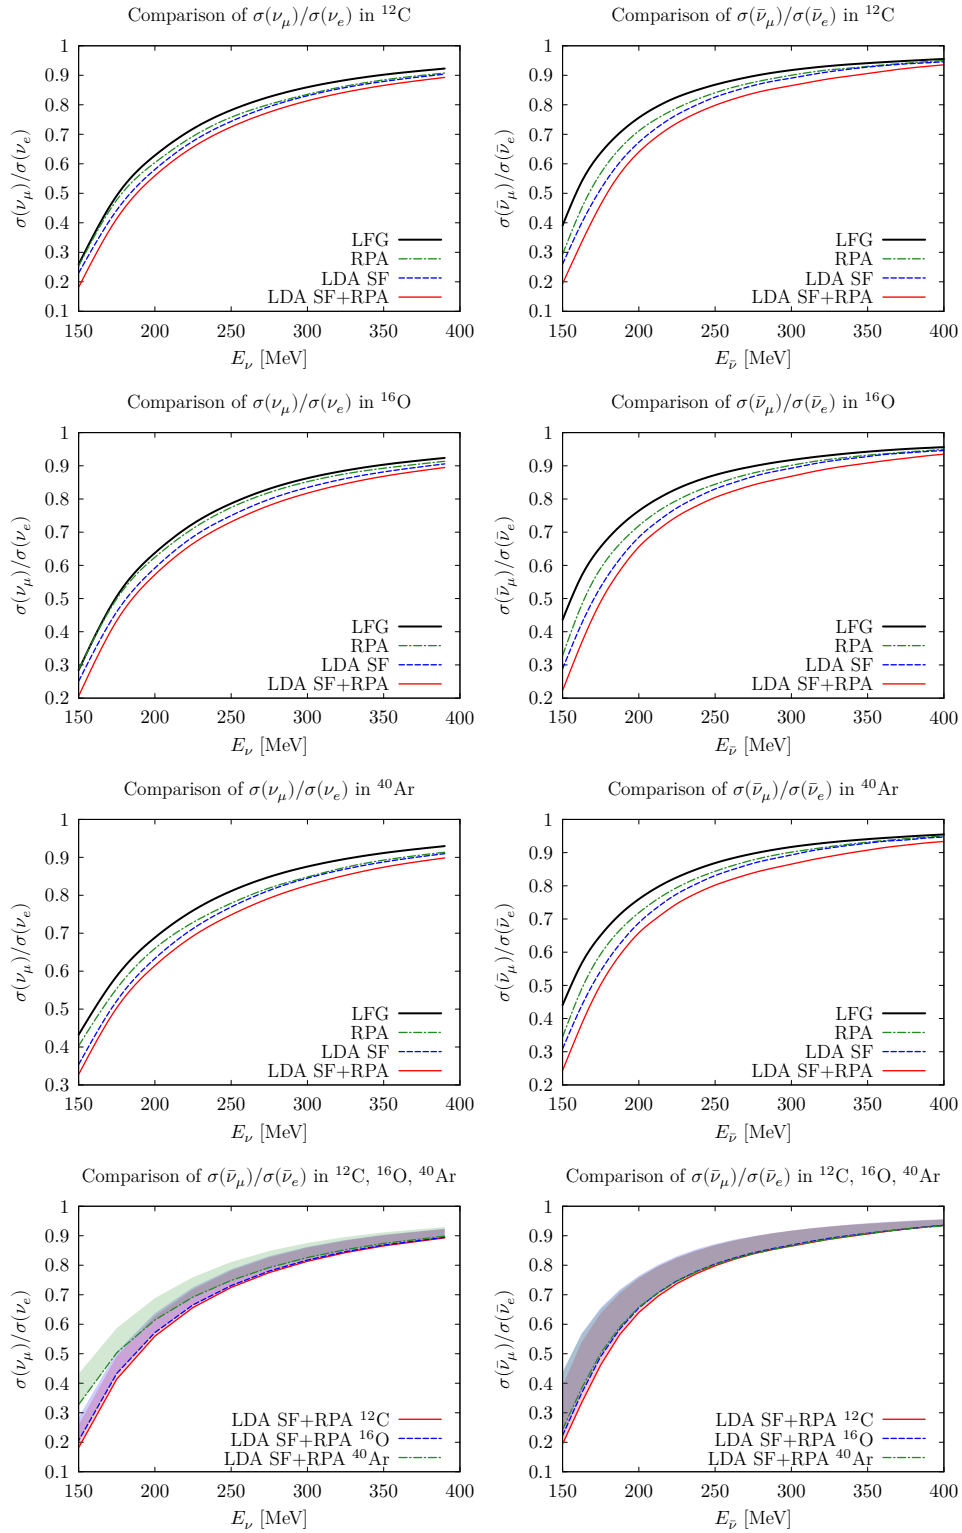 Comparison of σ(ν_μ)/σ(ν_e) in ¹²C
σ(ν_μ)/σ(ν_e)
1
0.9
0.8
0.7
0.6
0.5
0.4
0.3
0.2
0.1
LFG
RPA
LDA SF
LDA SF+RPA
150 200 250 300 350 400
E_ν [MeV]
Comparison of σ(ν̄_μ)/σ(ν̄_e) in ¹²C
σ(ν̄_μ)/σ(ν̄_e)
1
0.9
0.8
0.7
0.6
0.5
0.4
0.3
0.2
0.1
LFG
RPA
LDA SF
LDA SF+RPA
150 200 250 300 350 400
E_ν̄ [MeV]
Comparison of σ(ν_μ)/σ(ν_e) in ¹⁶O
σ(ν_μ)/σ(ν_e)
1
0.9
0.8
0.7
0.6
0.5
0.4
0.3
0.2
LFG
RPA
LDA SF
LDA SF+RPA
150 200 250 300 350 400
E_ν [MeV]
Comparison of σ(ν̄_μ)/σ(ν̄_e) in ¹⁶O
σ(ν̄_μ)/σ(ν̄_e)
1
0.9
0.8
0.7
0.6
0.5
0.4
0.3
0.2
LFG
RPA
LDA SF
LDA SF+RPA
150 200 250 300 350 400
E_ν̄ [MeV]
Comparison of σ(ν_μ)/σ(ν_e) in ⁴⁰Ar
σ(ν_μ)/σ(ν_e)
1
0.9
0.8
0.7
0.6
0.5
0.4
0.3
LFG
RPA
LDA SF
LDA SF+RPA
150 200 250 300 350 400
E_ν [MeV]
Comparison of σ(ν̄_μ)/σ(ν̄_e) in ⁴⁰Ar
σ(ν̄_μ)/σ(ν̄_e)
1
0.9
0.8
0.7
0.6
0.5
0.4
0.3
0.2
LFG
RPA
LDA SF
LDA SF+RPA
150 200 250 300 350 400
E_ν̄ [MeV]
Comparison of σ(ν̄_μ)/σ(ν̄_e) in ¹²C, ¹⁶O, ⁴⁰Ar
σ(ν_μ)/σ(ν_e)
1
0.9
0.8
0.7
0.6
0.5
0.4
0.3
0.2
0.1
LDA SF+RPA ¹²C
LDA SF+RPA ¹⁶O
LDA SF+RPA ⁴⁰Ar
150 200 250 300 350 400
E_ν [MeV]
Comparison of σ(ν̄_μ)/σ(ν̄_e) in ¹²C, ¹⁶O, ⁴⁰Ar
σ(ν̄_μ)/σ(ν̄_e)
1
0.9
0.8
0.7
0.6
0.5
0.4
0.3
0.2
0.1
LDA SF+RPA ¹²C
LDA SF+RPA ¹⁶O
LDA SF+RPA ⁴⁰Ar
150 200 250 300 350 400
E_ν̄ [MeV]